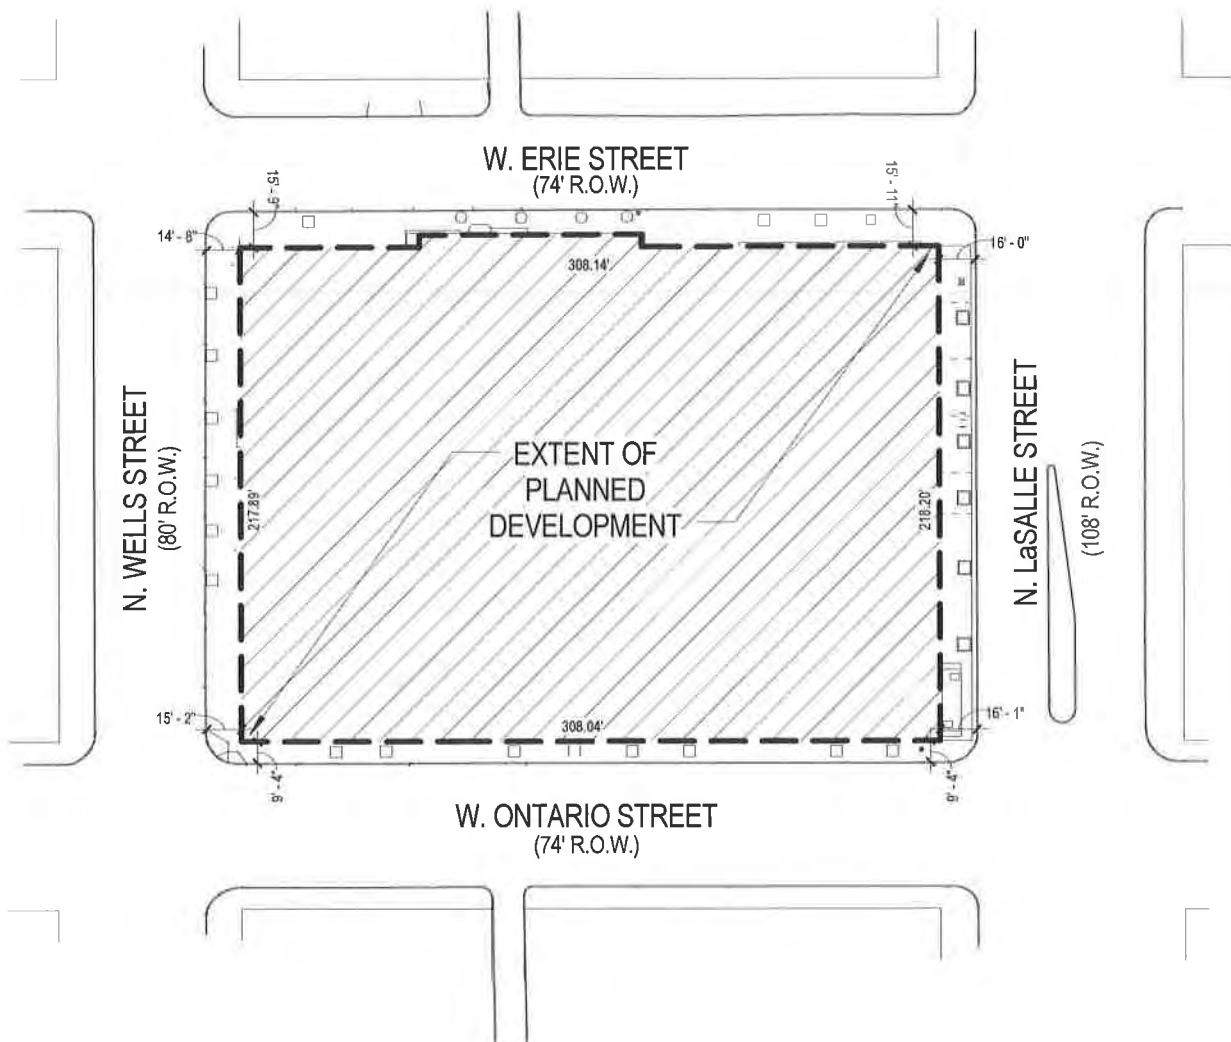 W. ERIE STREET
(74' R.O.W.)
15' - 9"
15' - 11"
14' - 8"
16' - 0"
308.14'
N. WELLS STREET
(80' R.O.W.)
217.89'
EXTENT OF
PLANNED
DEVELOPMENT
218.20'
N. LaSALLE STREET
(108' R.O.W.)
15' - 2"
308.04'
16' - 1"
9' - 4"
9' - 4"
W. ONTARIO STREET
(74' R.O.W.)